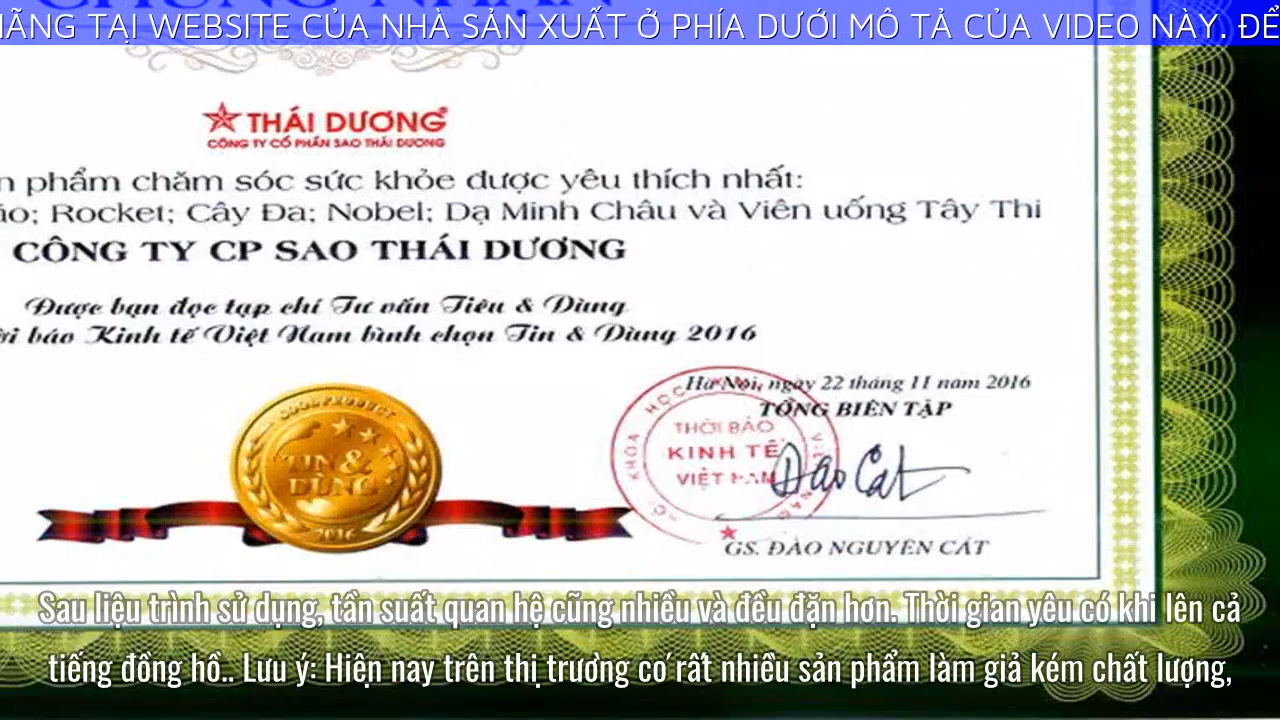 HÃNG TẠI WEBSITE CỦA NHÀ SẢN XUẤT Ở PHÍA DƯỚI MÔ TẢ CỦA VIDEO NÀY. ĐỂ
THÁI DƯƠNG®
CÔNG TY CỔ PHẦN SAO THÁI DƯƠNG
phẩm chăm sóc sức khỏe được yêu thích nhất:
Rocket; Cây Đa; Nobel; Dạ Minh Châu và Viên uống Tây Thi
CÔNG TY CP SAO THÁI DƯƠNG
Được bạn đọc tạp chí Tư vấn Tiêu & Dùng
báo Kinh tế Việt Nam bình chọn Tin & Dùng 2016
Hà Nội, ngày 22 tháng 11 năm 2016
TỔNG BIÊN TẬP
GOOD PRODUCT
TIN &
DÙNG
2016
THỜI BÁO
KINH TẾ
VIỆT NAM
GS. ĐÀO NGUYÊN CÁT
Sau liệu trình sử dụng, tần suất quan hệ cũng nhiều và đều đặn hơn. Thời gian yêu có khi lên cả
tiếng đồng hồ.. Lưu ý: Hiện nay trên thị trường có rất nhiều sản phẩm làm giả kém chất lượng,